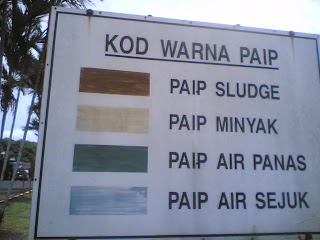 KOD WARNA PAIP
PAIP SLUDGE
PAIP MINYAK
PAIP AIR PANAS
PAIP AIR SEJUK